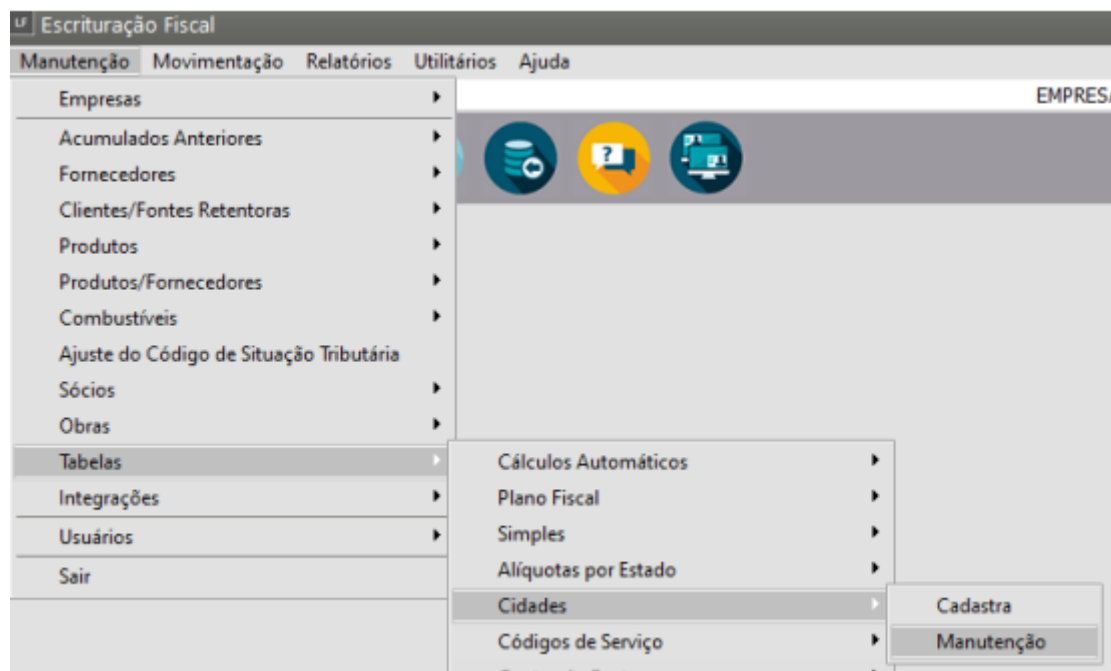 LF Escrituração Fiscal
Manutenção Movimentação Relatórios Utilitários Ajuda
Empresas
EMPRESA
Acumulados Anteriores
Fornecedores
Clientes/Fontes Retentoras
Produtos
Produtos/Fornecedores
Combustíveis
Ajuste do Código de Situação Tributária
Sócios
Obras
Tabelas
Integrações
Usuários
Sair
Cálculos Automáticos
Plano Fiscal
Simples
Alíquotas por Estado
Cidades
Códigos de Serviço
Cadastra
Manutenção